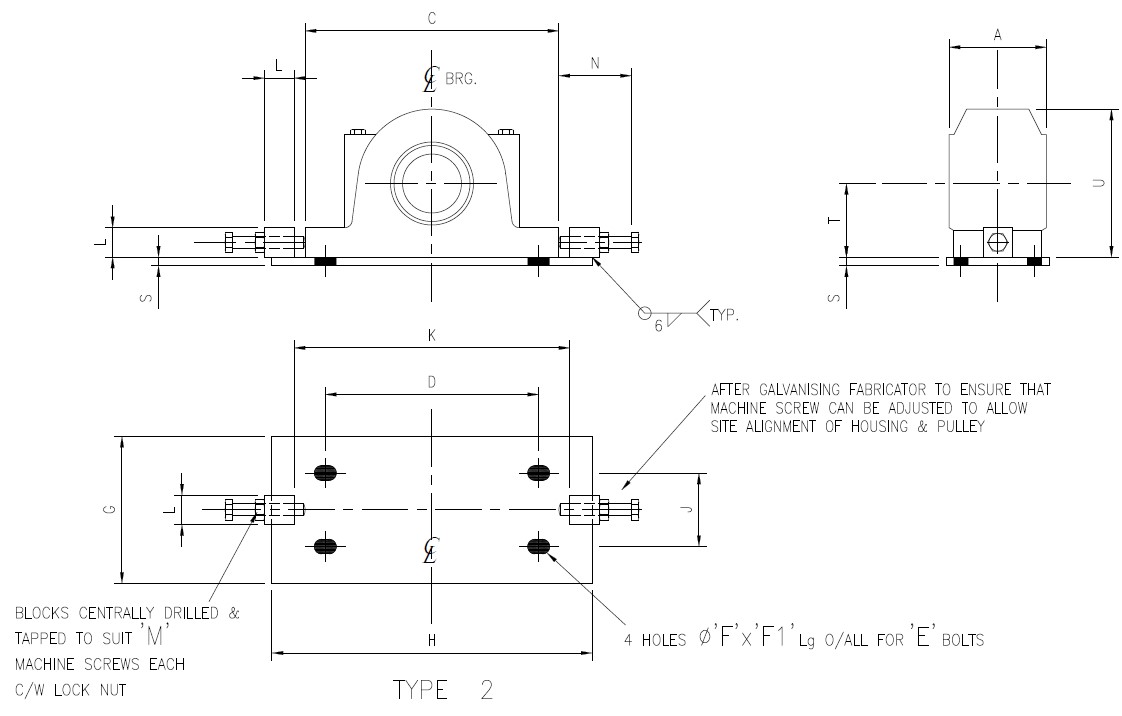 C
A
L
N
℄ BRG.
U
T
L
S
S
6
TYP.
K
D
AFTER GALVANISING FABRICATOR TO ENSURE THAT
MACHINE SCREW CAN BE ADJUSTED TO ALLOW
SITE ALIGNMENT OF HOUSING & PULLEY
G
L
J
℄
BLOCKS CENTRALLY DRILLED &
TAPPED TO SUIT 'M'
MACHINE SCREWS EACH
C/W LOCK NUT
H
4 HOLES Ø'F'x'F1' Lg O/ALL FOR 'E' BOLTS
TYPE 2